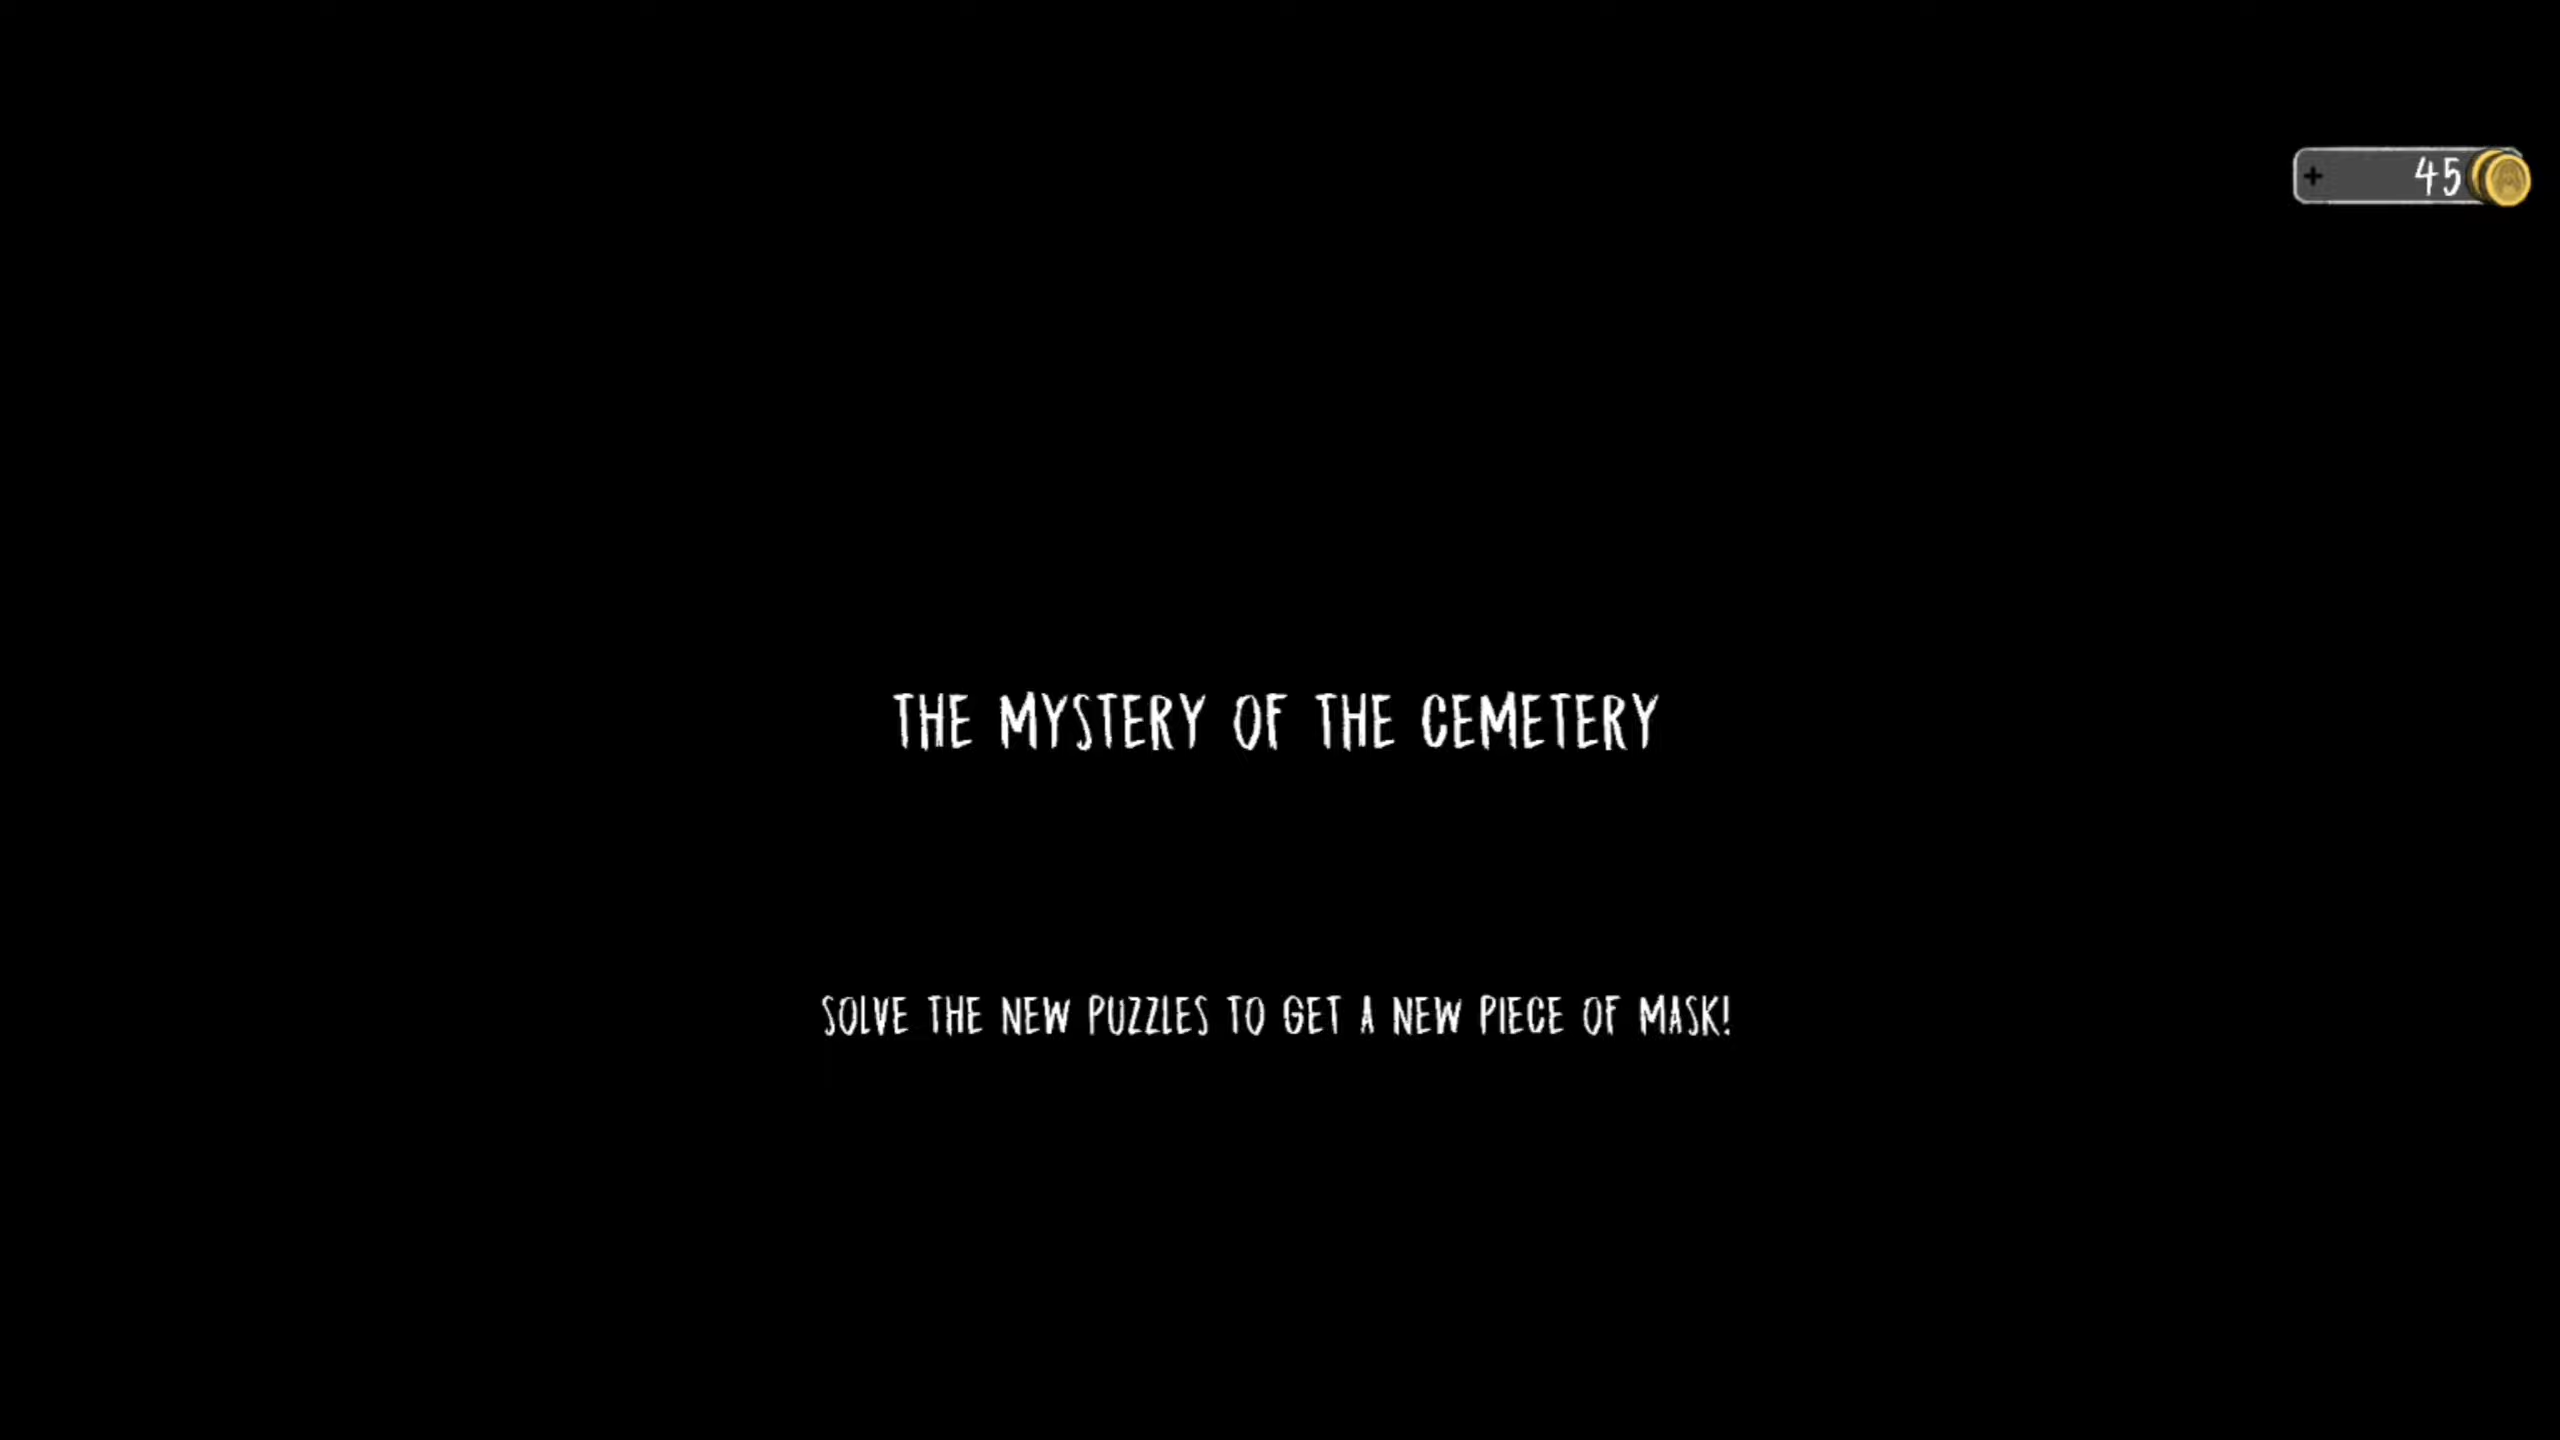 + 45
THE MYSTERY OF THE CEMETERY
SOLVE THE NEW PUZZLES TO GET A NEW PIECE OF MASK!